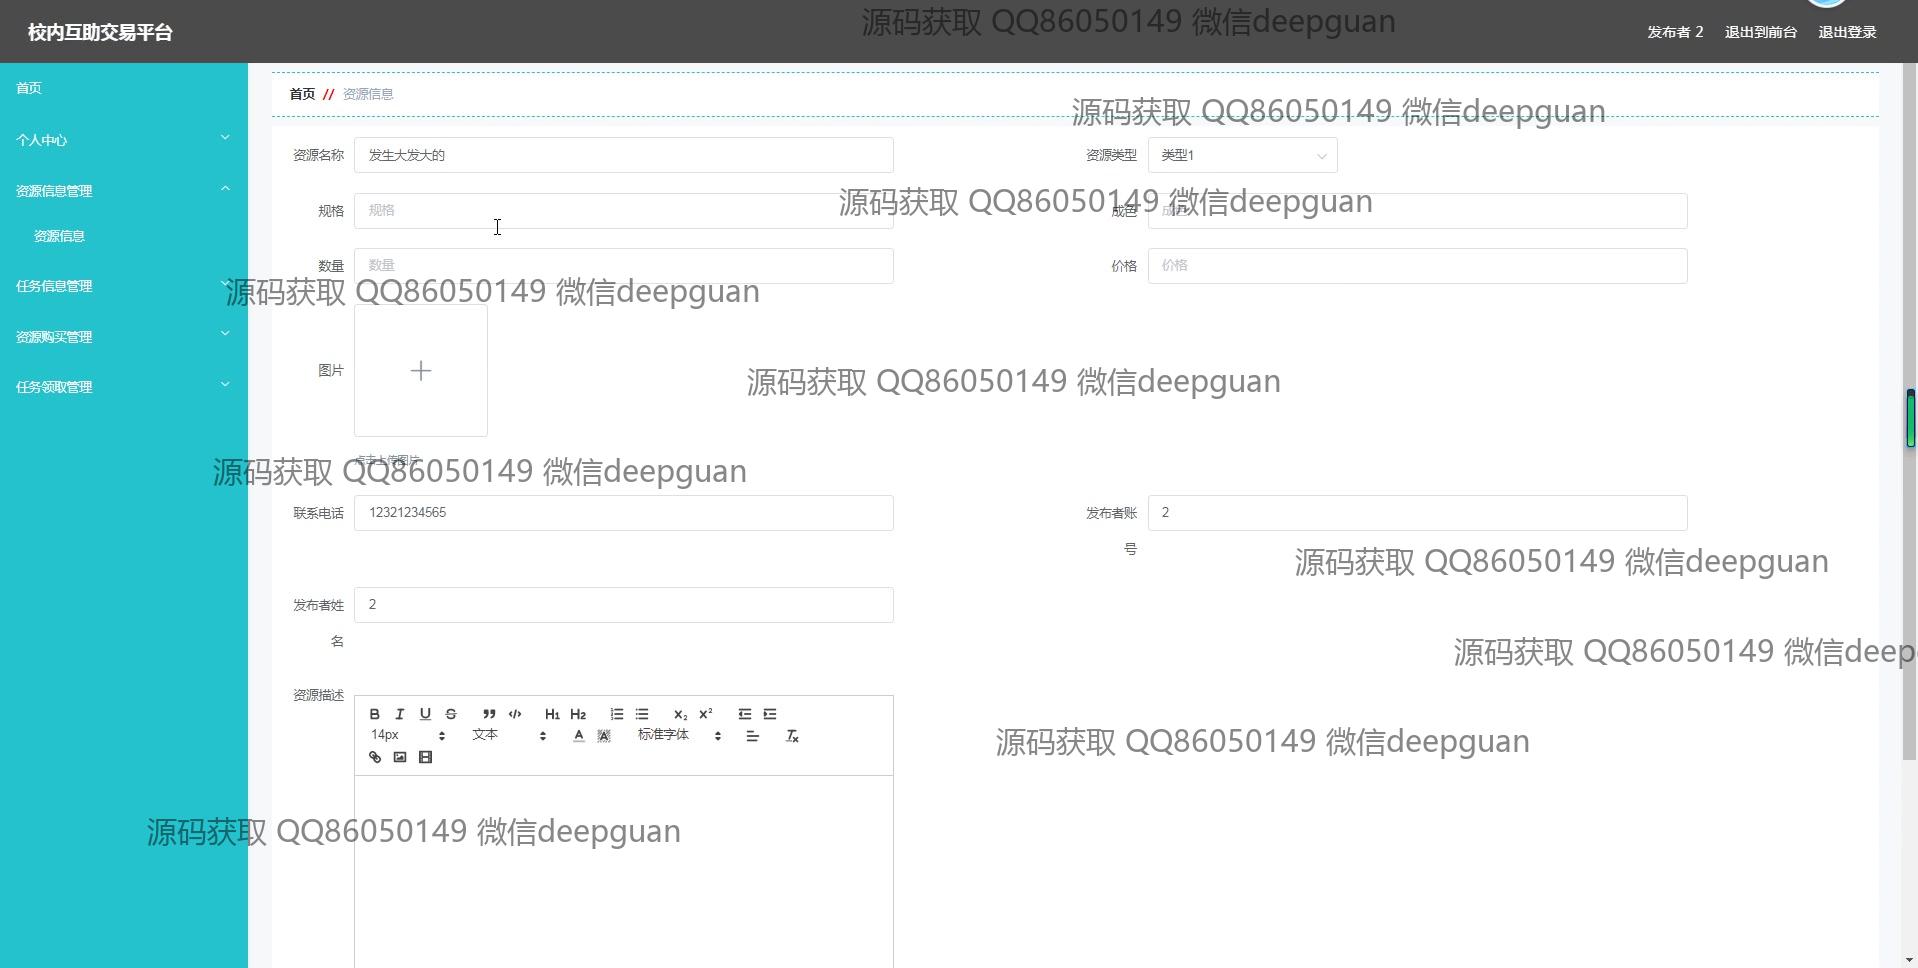 校内互助交易平台
源码获取 QQ86050149 微信deepguan
发布者 2 退出到前台 退出登录
首页
个人中心
资源信息管理
资源信息
任务信息管理
资源购买管理
任务领取管理
首页 // 资源信息
源码获取 QQ86050149 微信deepguan
资源名称 发生大发大的 资源类型 类型1
规格 规格 成色 成色
源码获取 QQ86050149 微信deepguan
数量 数量 价格 价格
源码获取 QQ86050149 微信deepguan
图片
源码获取 QQ86050149 微信deepguan
点击上传图片
源码获取 QQ86050149 微信deepguan
联系电话 12321234565 发布者账号 2
源码获取 QQ86050149 微信deepguan
发布者姓名 2
源码获取 QQ86050149 微信deep
资源描述
B I U S H1 H2 X2 X2
14px 文本 A A 标准字体 Tx
源码获取 QQ86050149 微信deepguan
源码获取 QQ86050149 微信deepguan